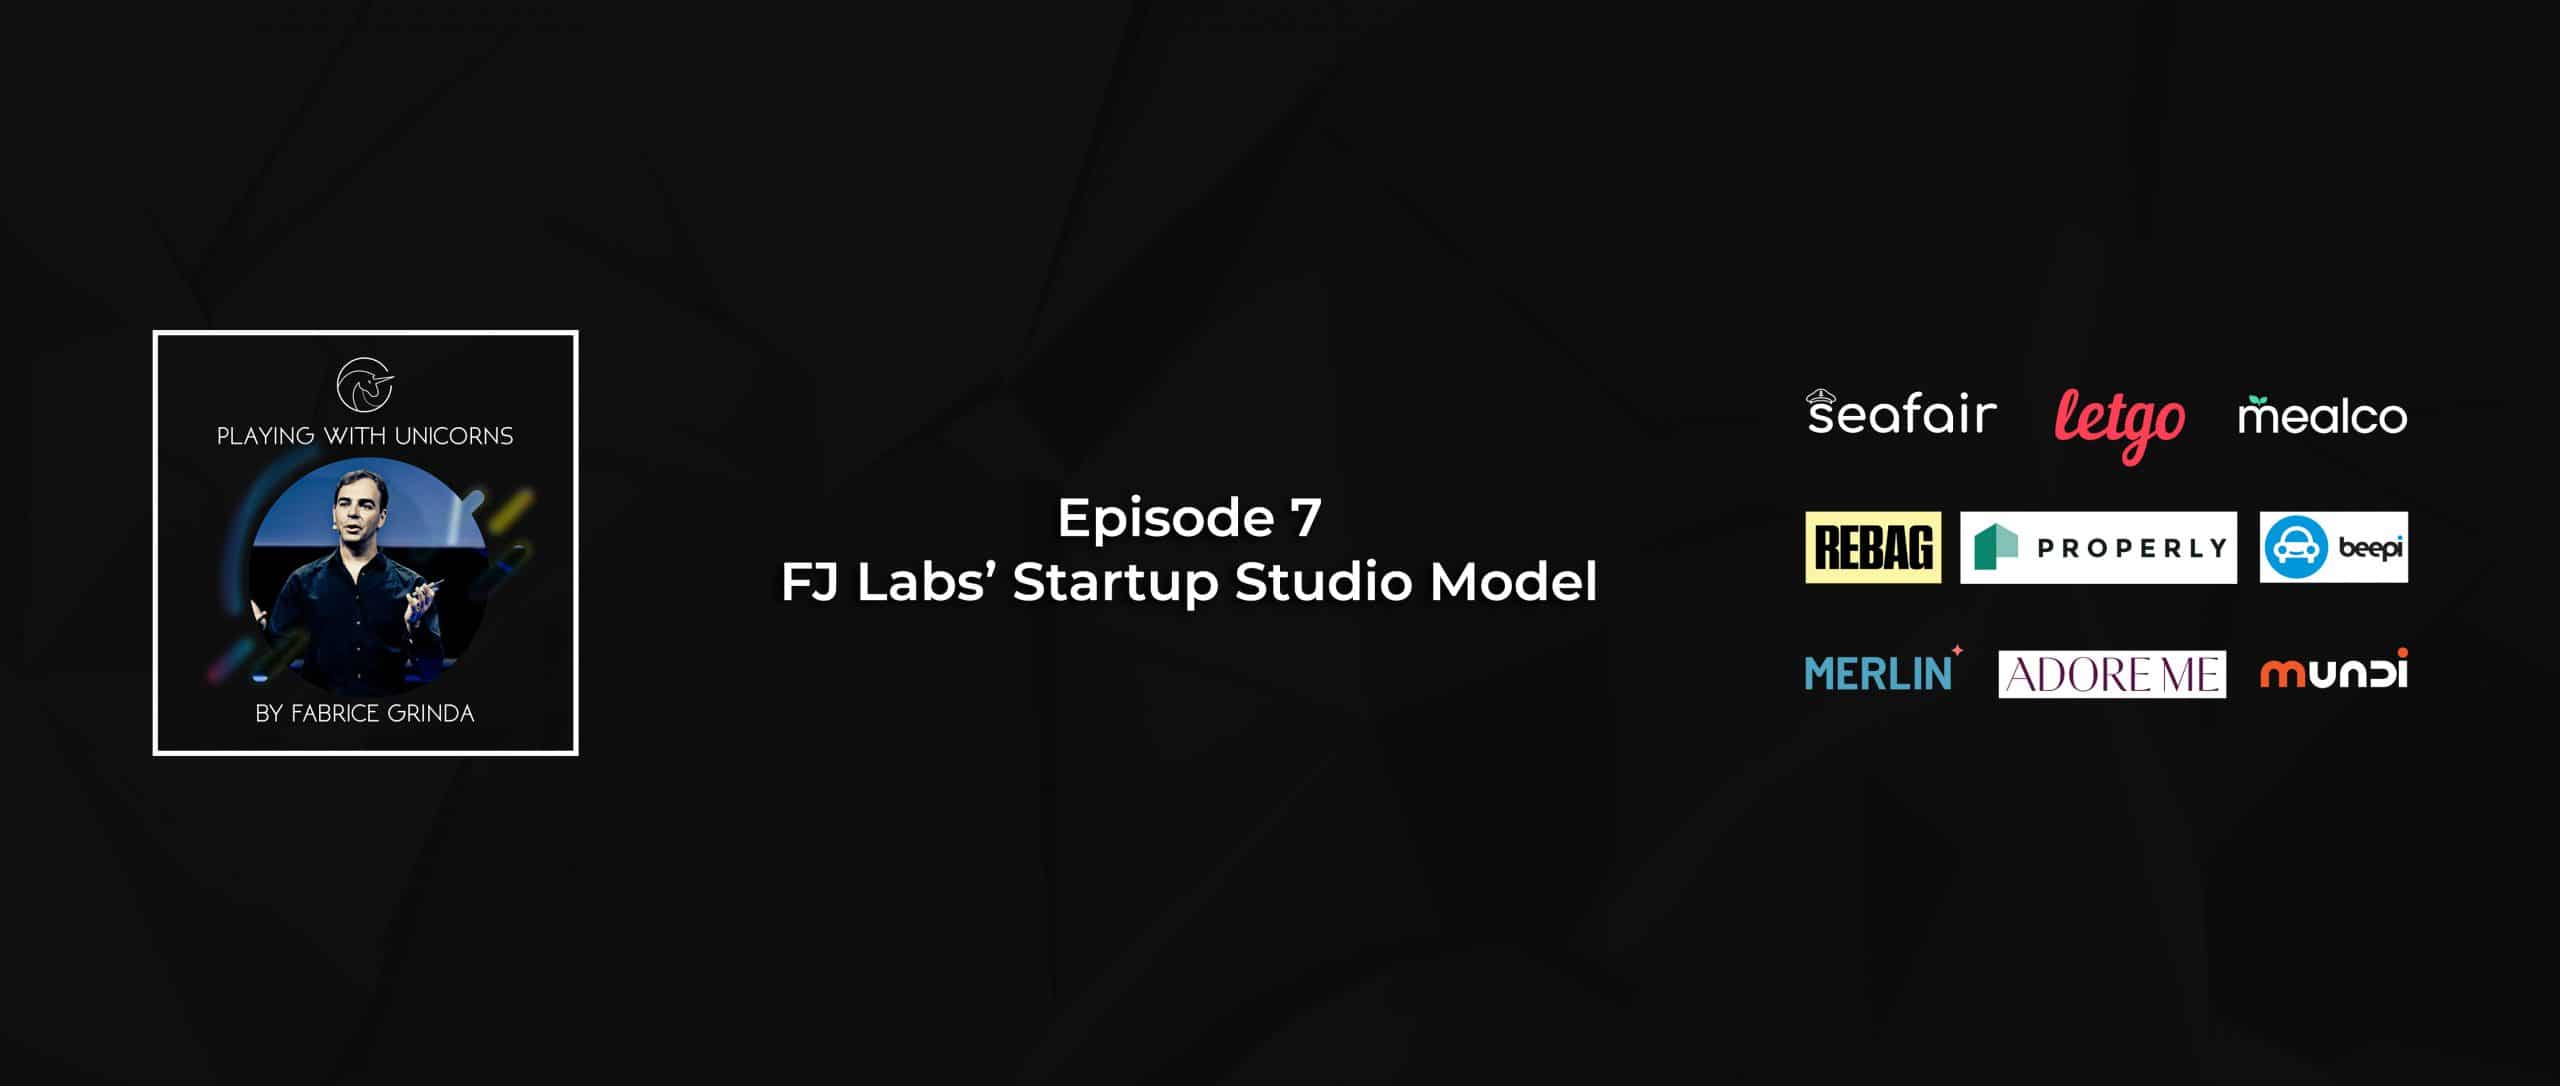 PLAYING WITH UNICORNS
BY FABRICE GRINDA
Episode 7
FJ Labs’ Startup Studio Model
seafair
letgo
mealco
REBAG
PROPERLY
beepi
MERLIN
ADORE ME
mundi